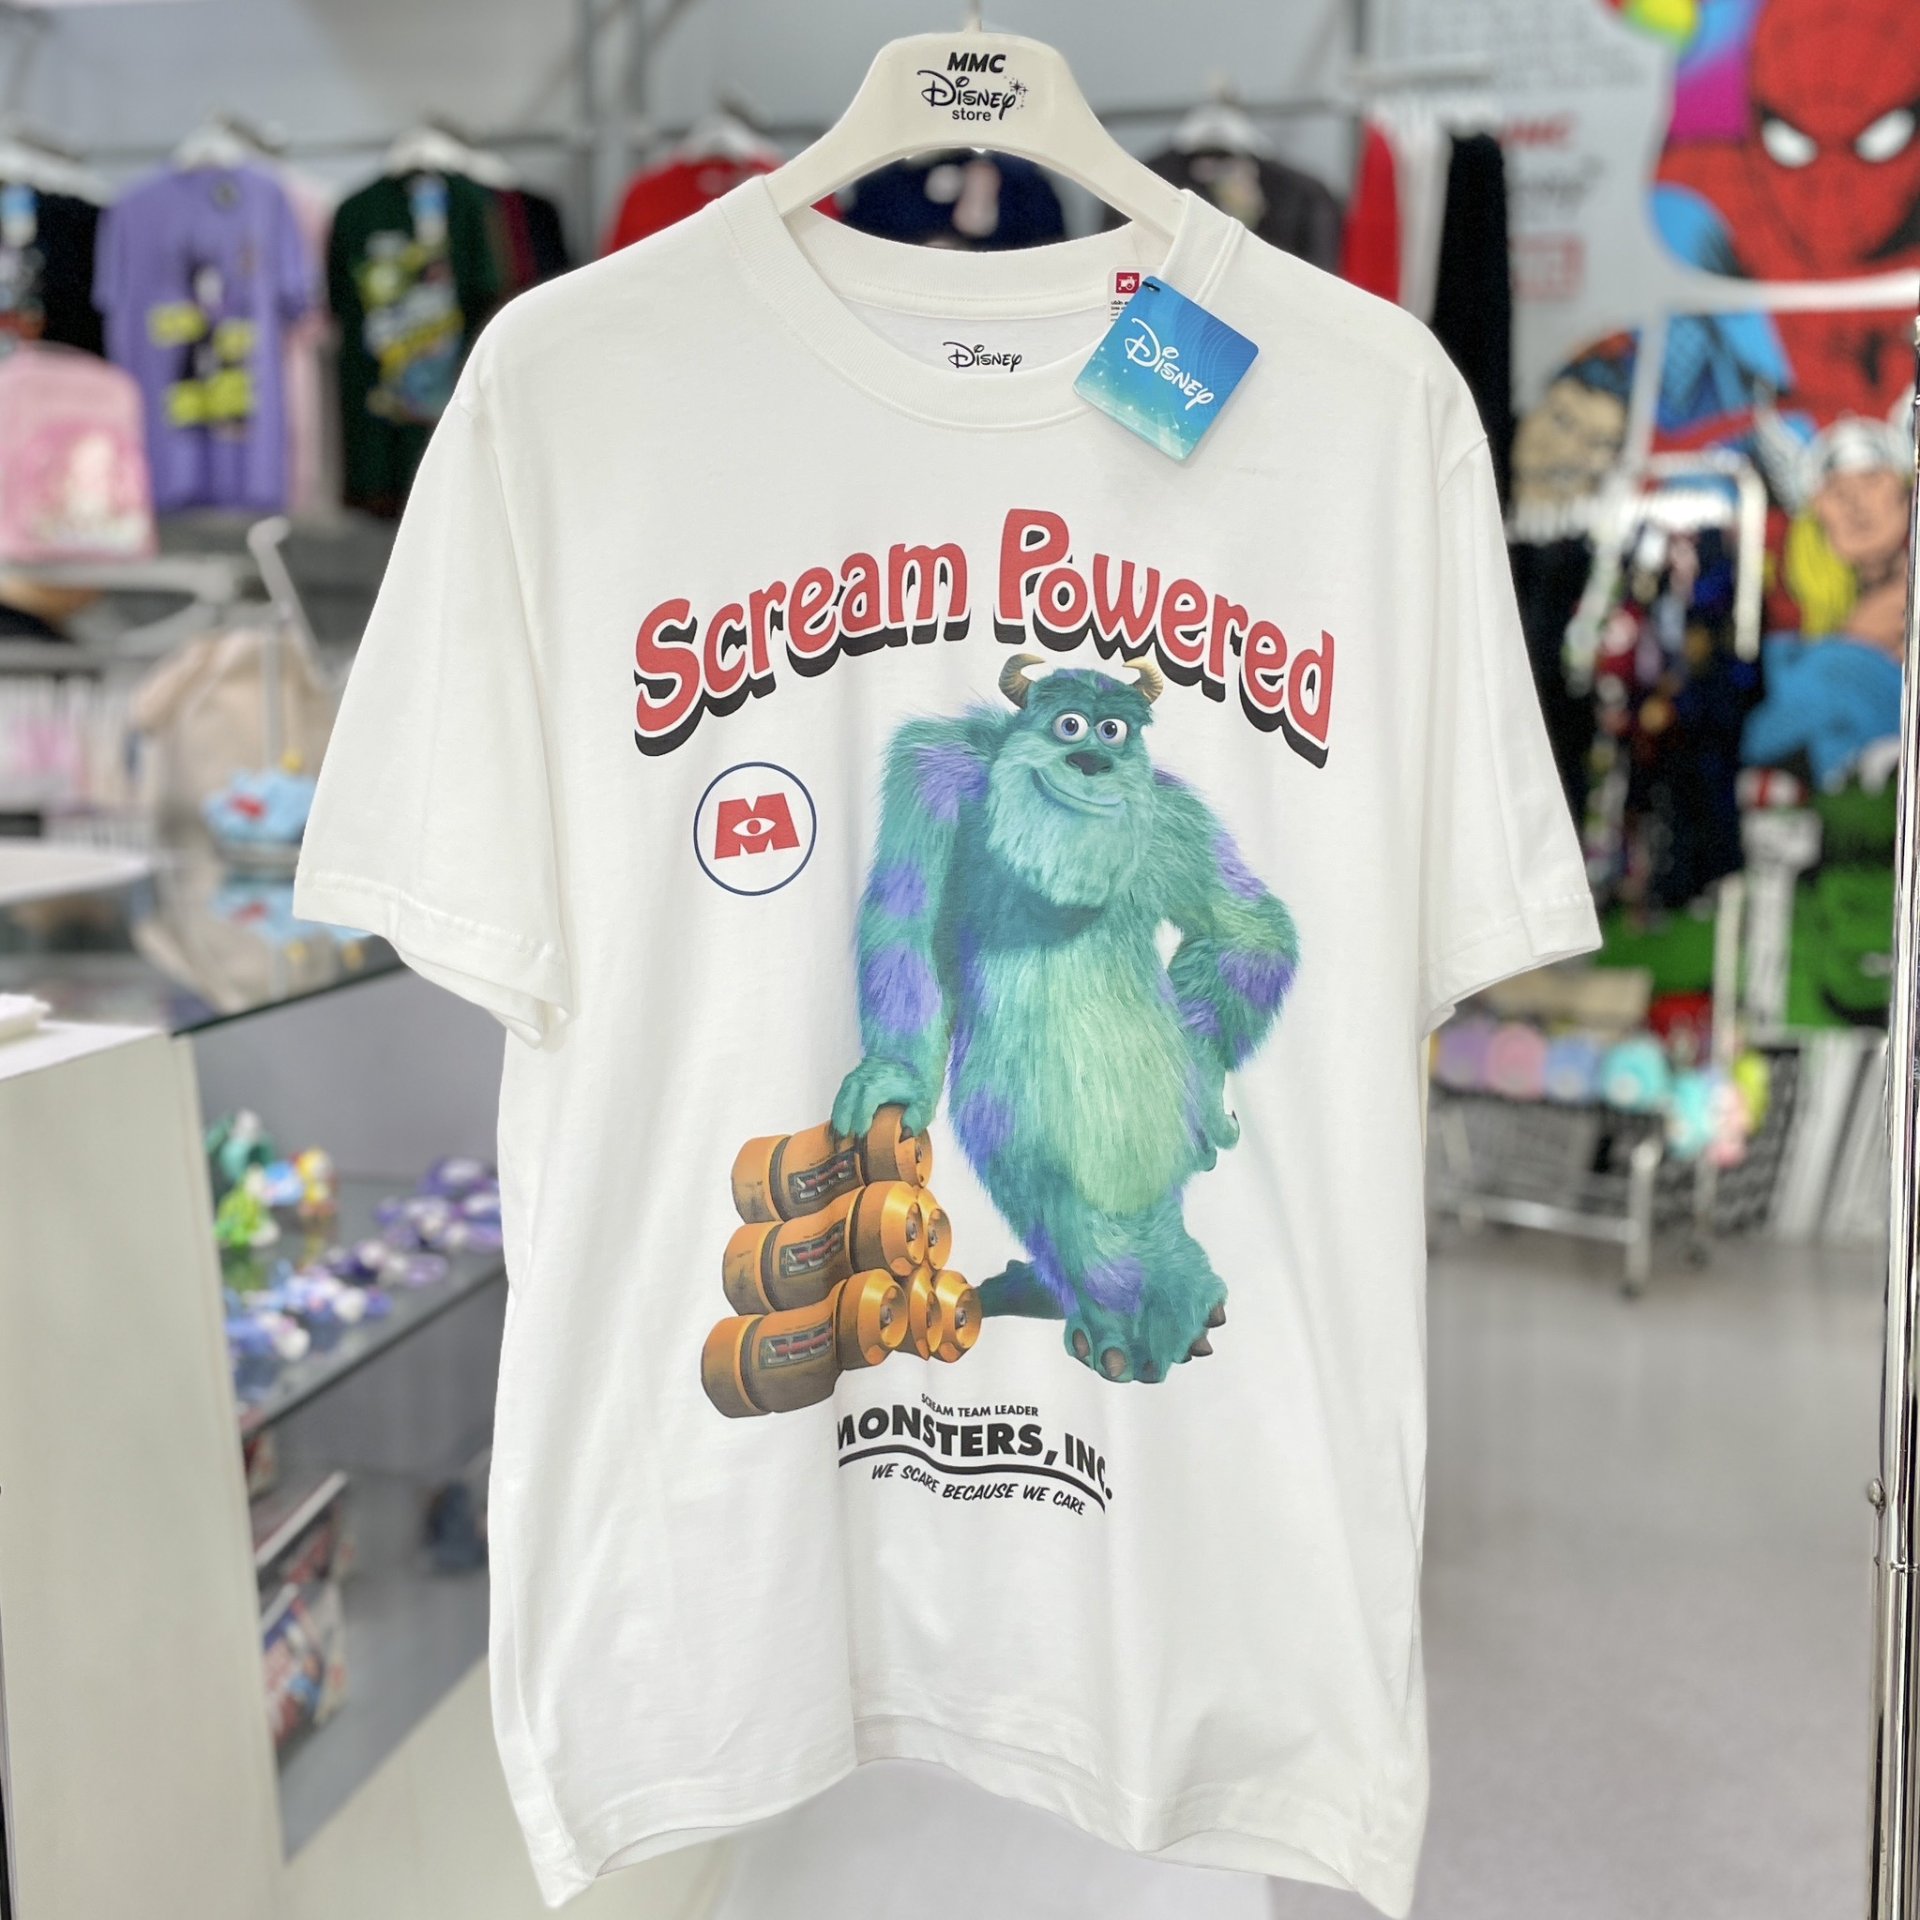 MMC
Disney
store
Disney
Disney
Scream Powered
M
SCREAM TEAM LEADER
MONSTERS, INC.
WE SCARE BECAUSE WE CARE